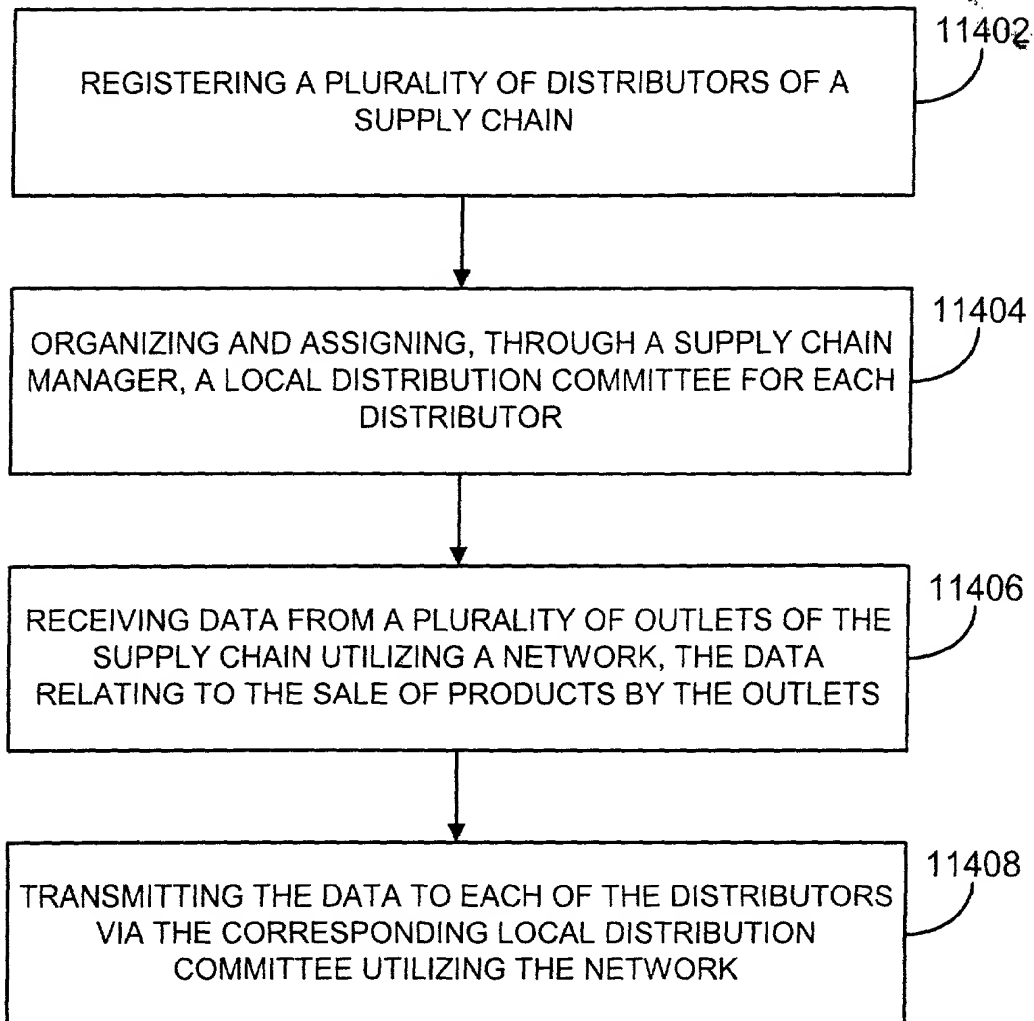 11402
REGISTERING A PLURALITY OF DISTRIBUTORS OF A
SUPPLY CHAIN
11404
ORGANIZING AND ASSIGNING, THROUGH A SUPPLY CHAIN
MANAGER, A LOCAL DISTRIBUTION COMMITTEE FOR EACH
DISTRIBUTOR
11406
RECEIVING DATA FROM A PLURALITY OF OUTLETS OF THE
SUPPLY CHAIN UTILIZING A NETWORK, THE DATA
RELATING TO THE SALE OF PRODUCTS BY THE OUTLETS
11408
TRANSMITTING THE DATA TO EACH OF THE DISTRIBUTORS
VIA THE CORRESPONDING LOCAL DISTRIBUTION
COMMITTEE UTILIZING THE NETWORK